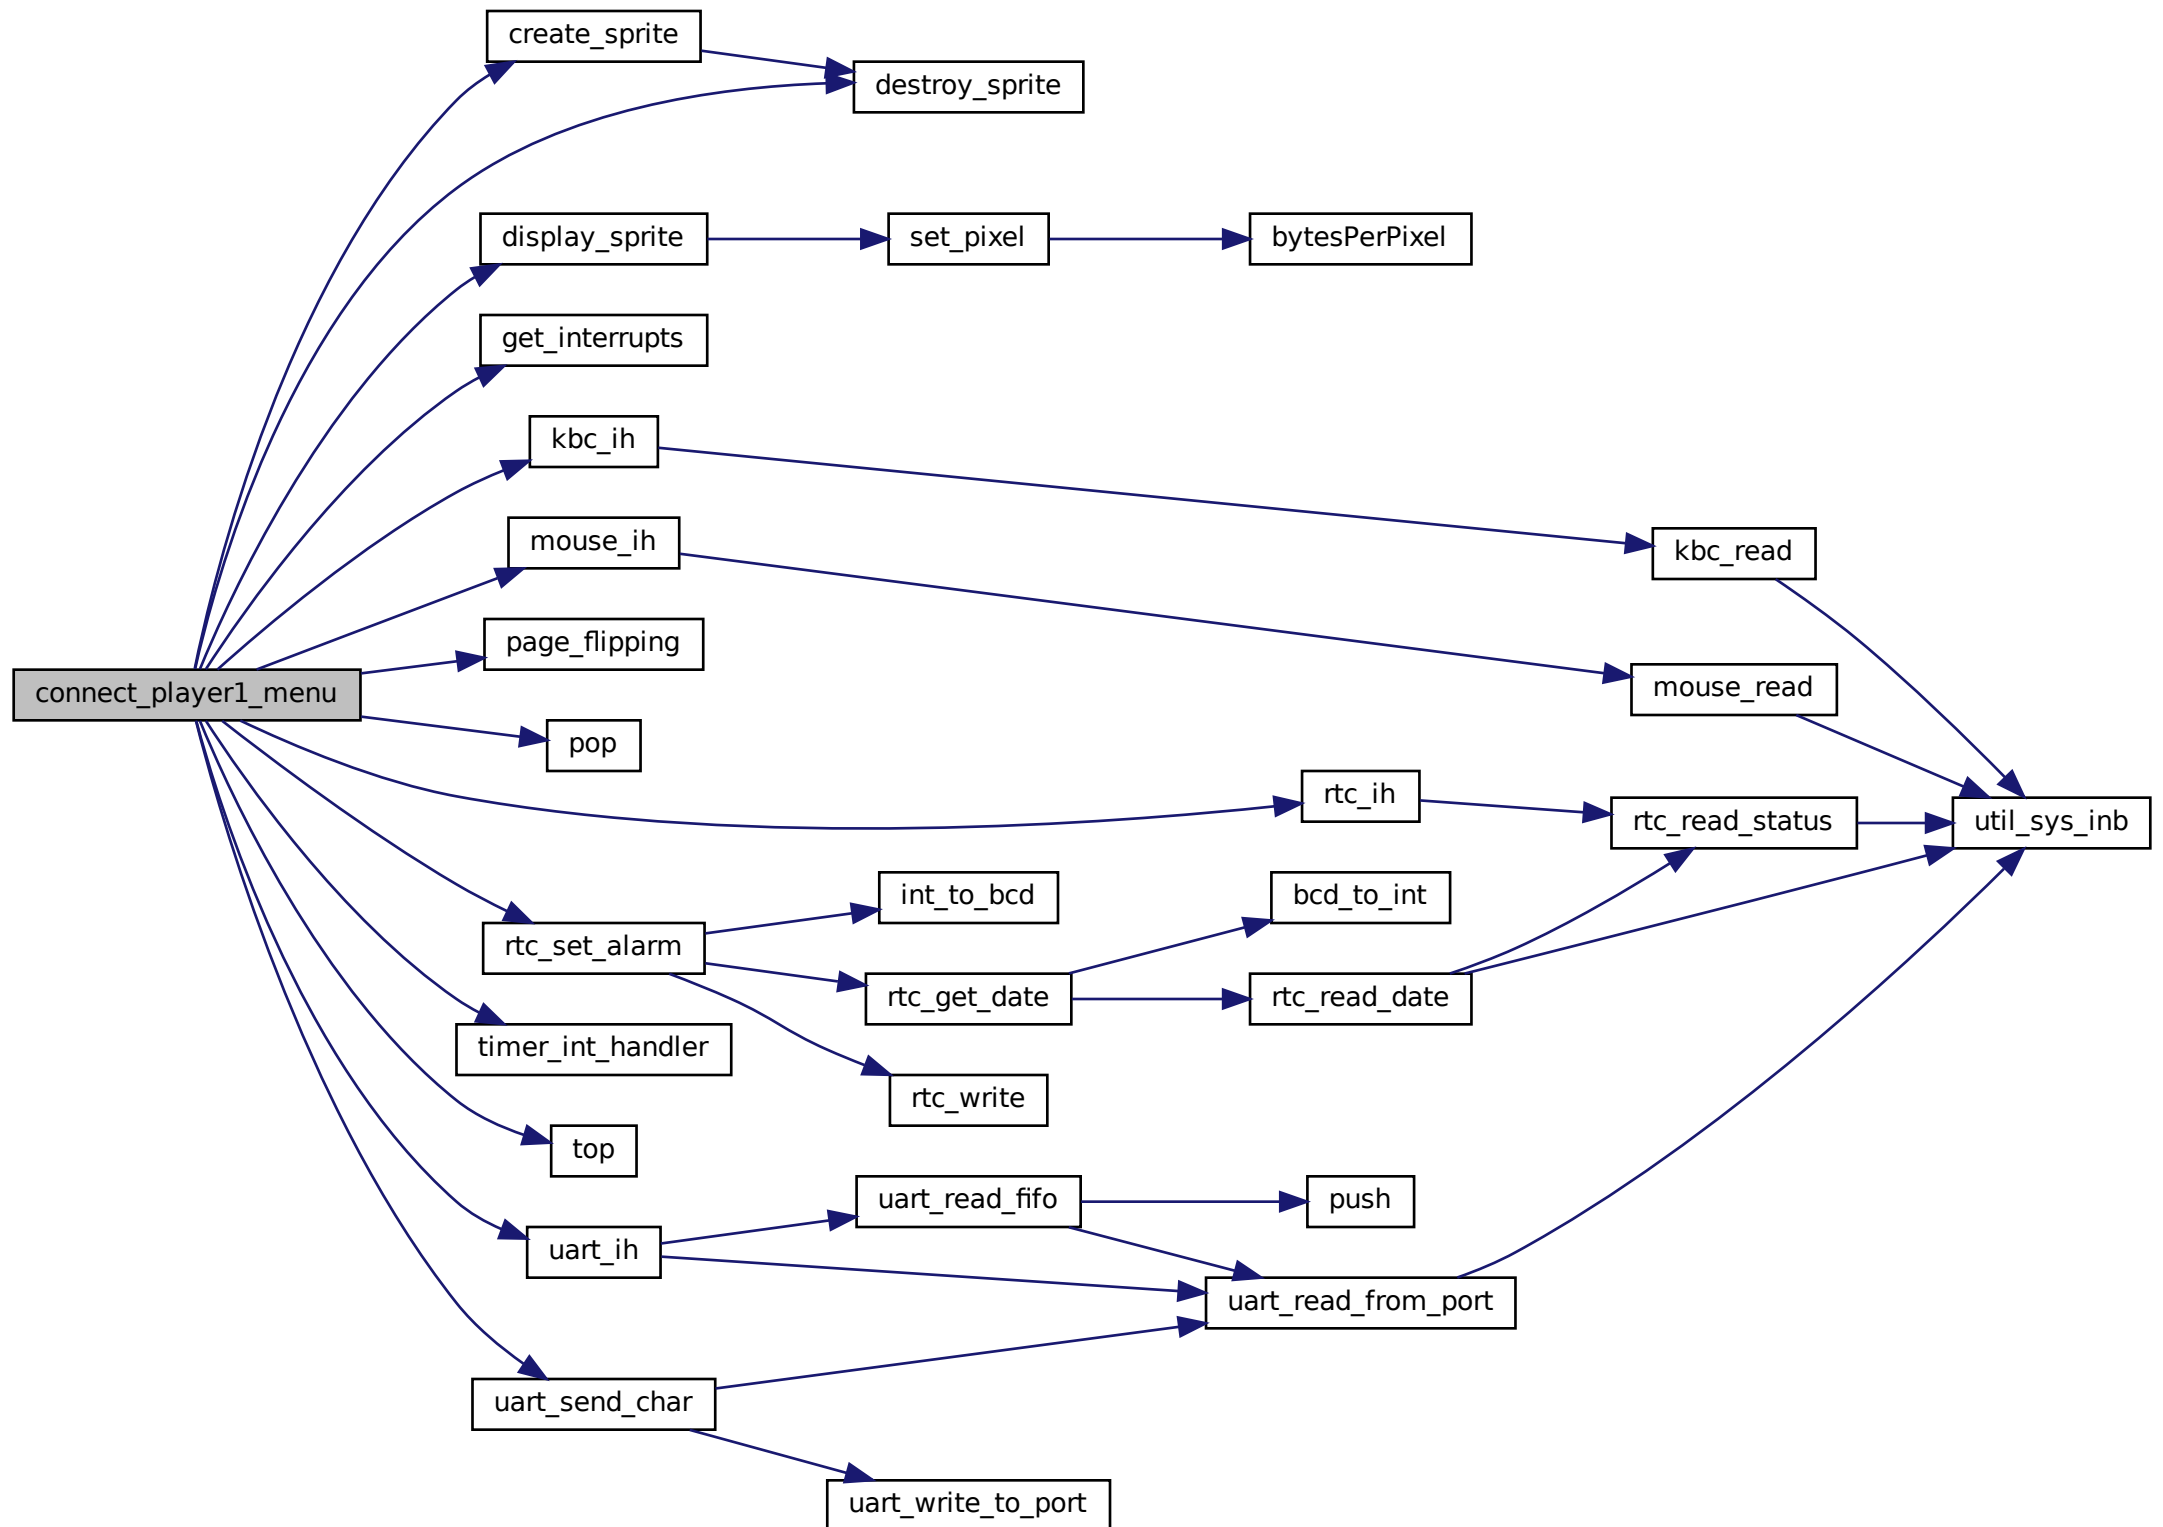 create_sprite
destroy_sprite
display_sprite
set_pixel
bytesPerPixel
get_interrupts
kbc_ih
mouse_ih
kbc_read
page_flipping
connect_player1_menu
mouse_read
pop
rtc_ih
rtc_read_status
util_sys_inb
int_to_bcd
bcd_to_int
rtc_set_alarm
rtc_get_date
rtc_read_date
timer_int_handler
rtc_write
top
uart_read_fifo
push
uart_ih
uart_read_from_port
uart_send_char
uart_write_to_port